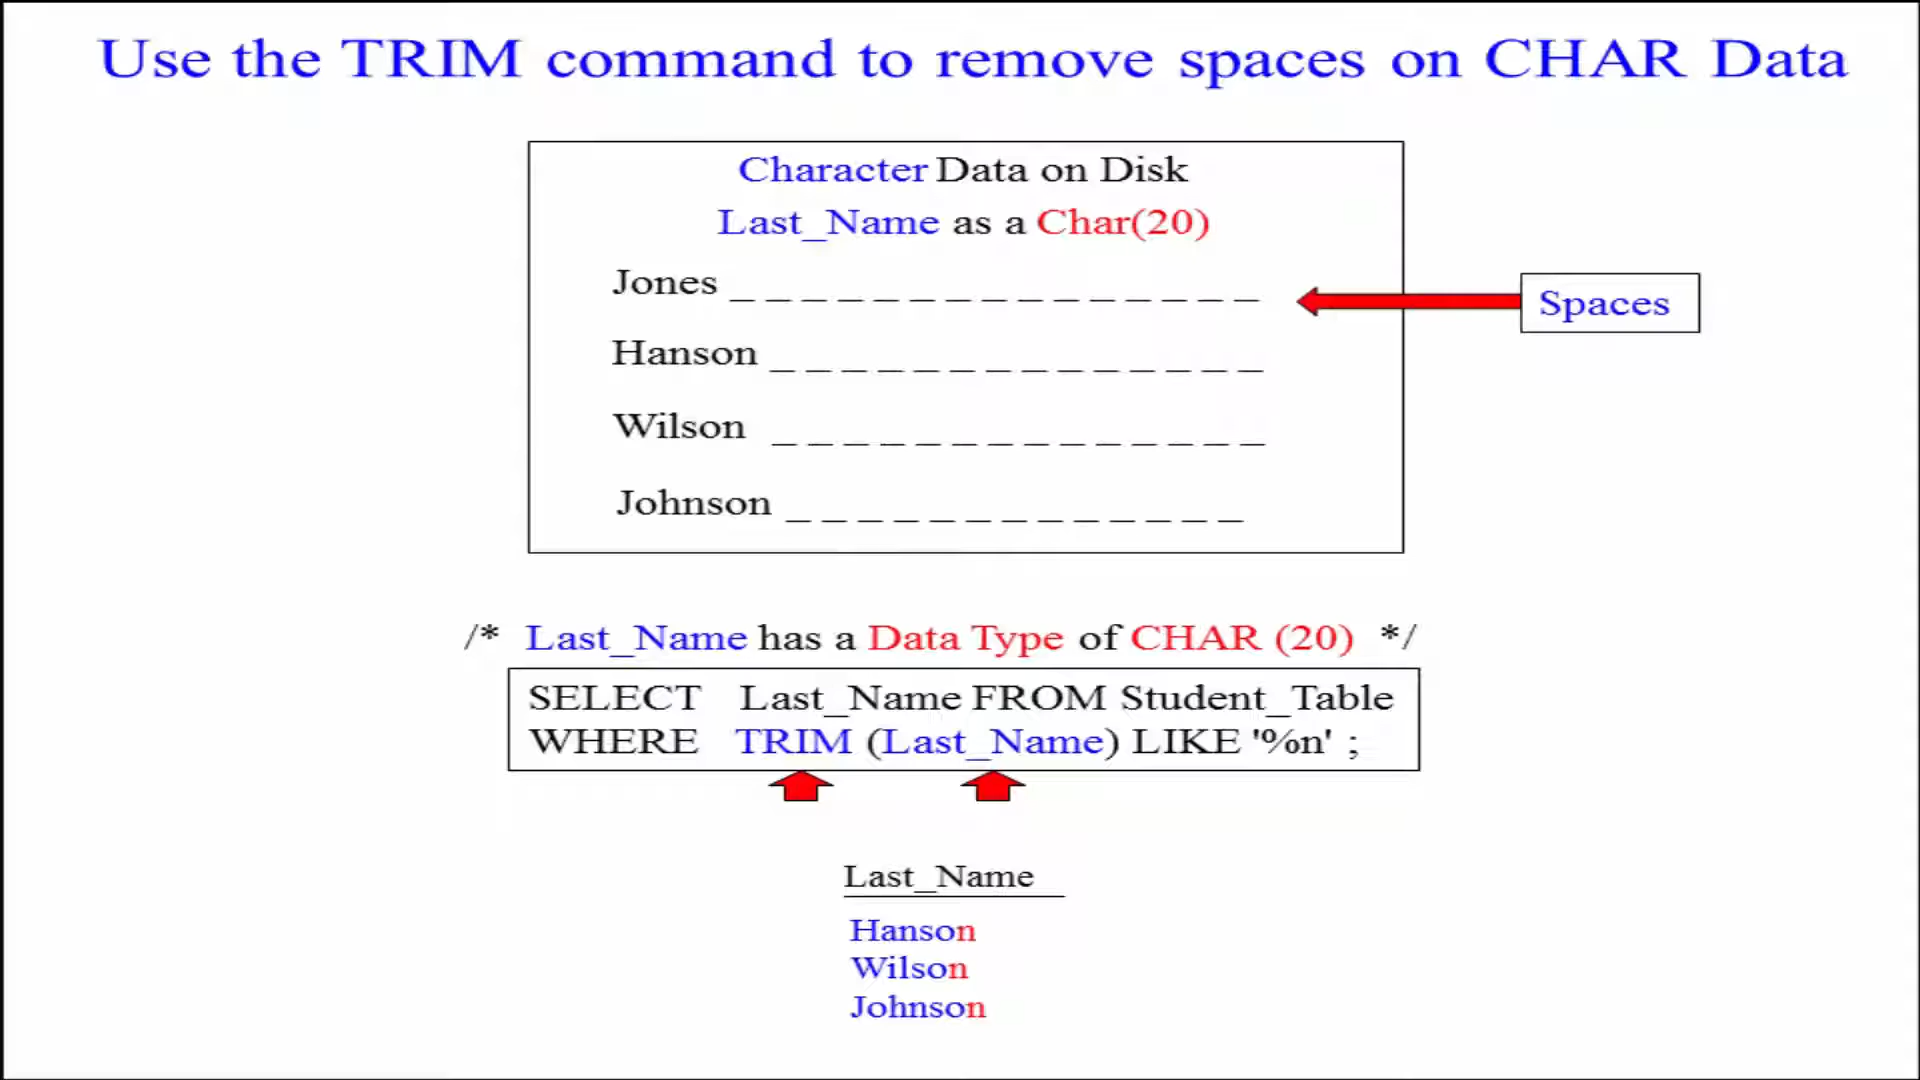 Use the TRIM command to remove spaces on CHAR Data
Character Data on Disk
Last_Name as a Char(20)
Jones _ _ _ _ _ _ _ _ _ _ _ _ _ _ _
Spaces
Hanson _ _ _ _ _ _ _ _ _ _ _ _ _ _
Wilson _ _ _ _ _ _ _ _ _ _ _ _ _ _
Johnson _ _ _ _ _ _ _ _ _ _ _ _ _
/* Last_Name has a Data Type of CHAR (20) */
SELECT Last_Name FROM Student_Table
WHERE TRIM (Last_Name) LIKE '%n' ;
Last_Name
Hanson
Wilson
Johnson